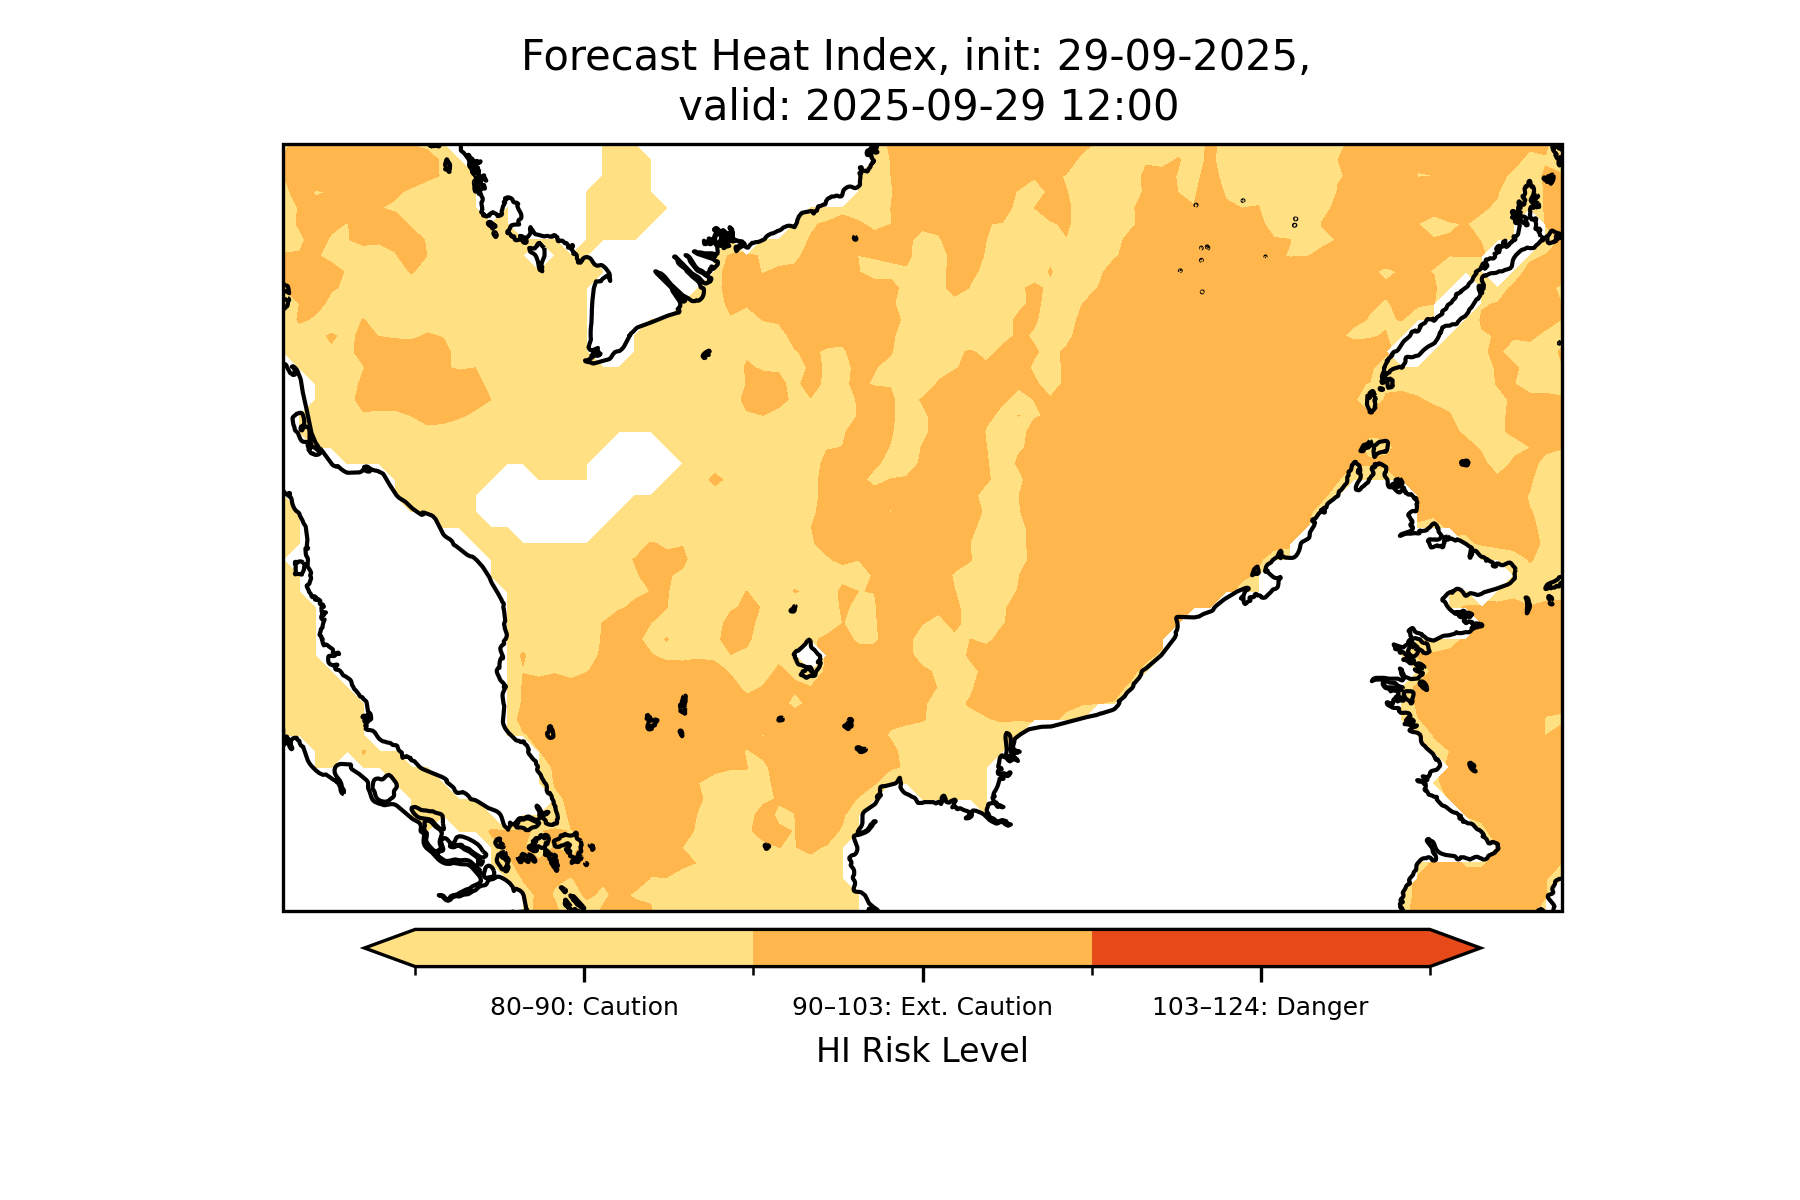 Forecast Heat Index, init: 29-09-2025,
valid: 2025-09-29 12:00
80–90: Caution
90–103: Ext. Caution
103–124: Danger
HI Risk Level